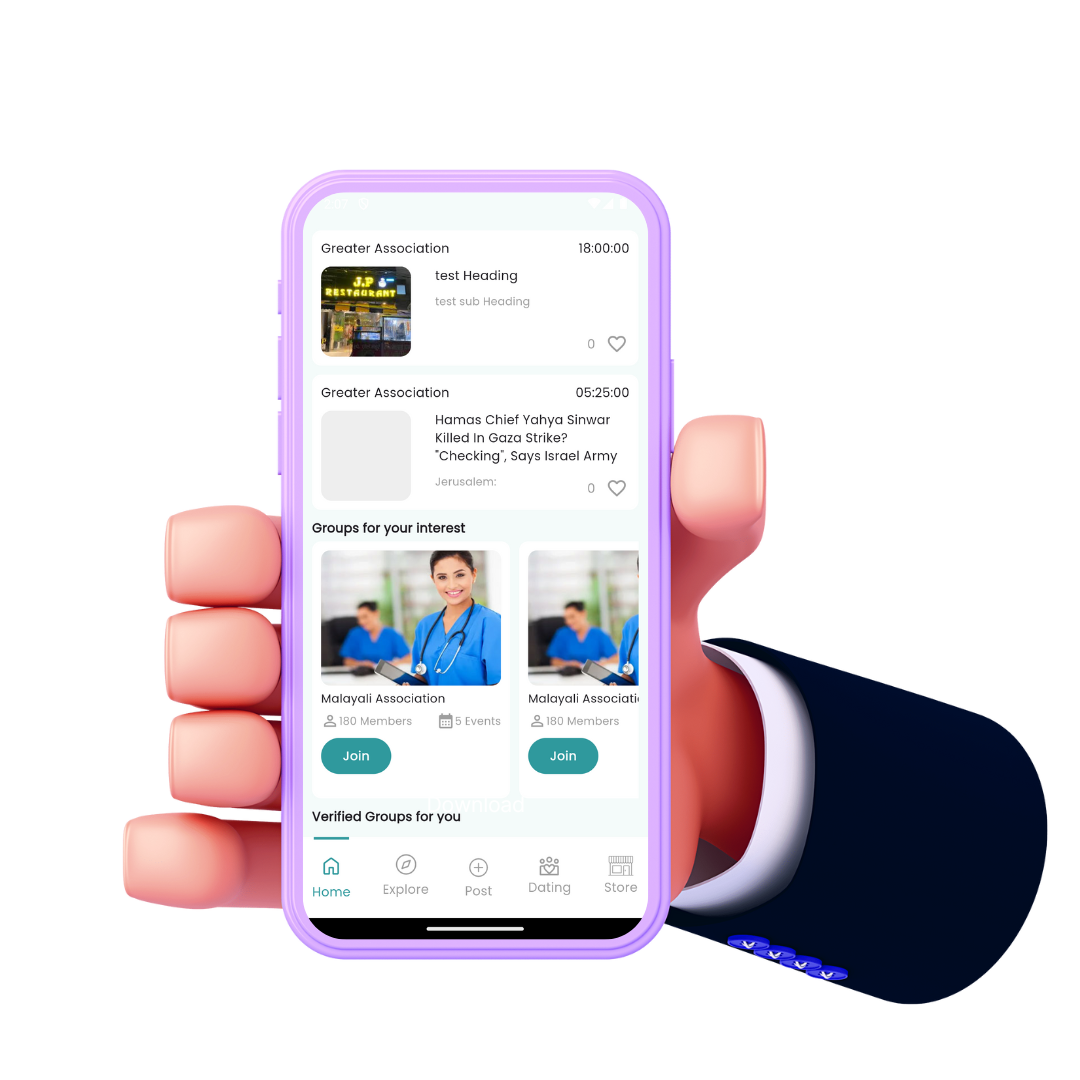 Greater Association 18:00:00
J.P
RESTAURANT
test Heading
test sub Heading
0
Greater Association 05:25:00
Hamas Chief Yahya Sinwar
Killed In Gaza Strike?
"Checking", Says Israel Army
Jerusalem:
0
Groups for your interest
Malayali Association Malayali Associati
180 Members 5 Events 180 Members
Join Join
Download
Verified Groups for you
Home Explore Post Dating Store